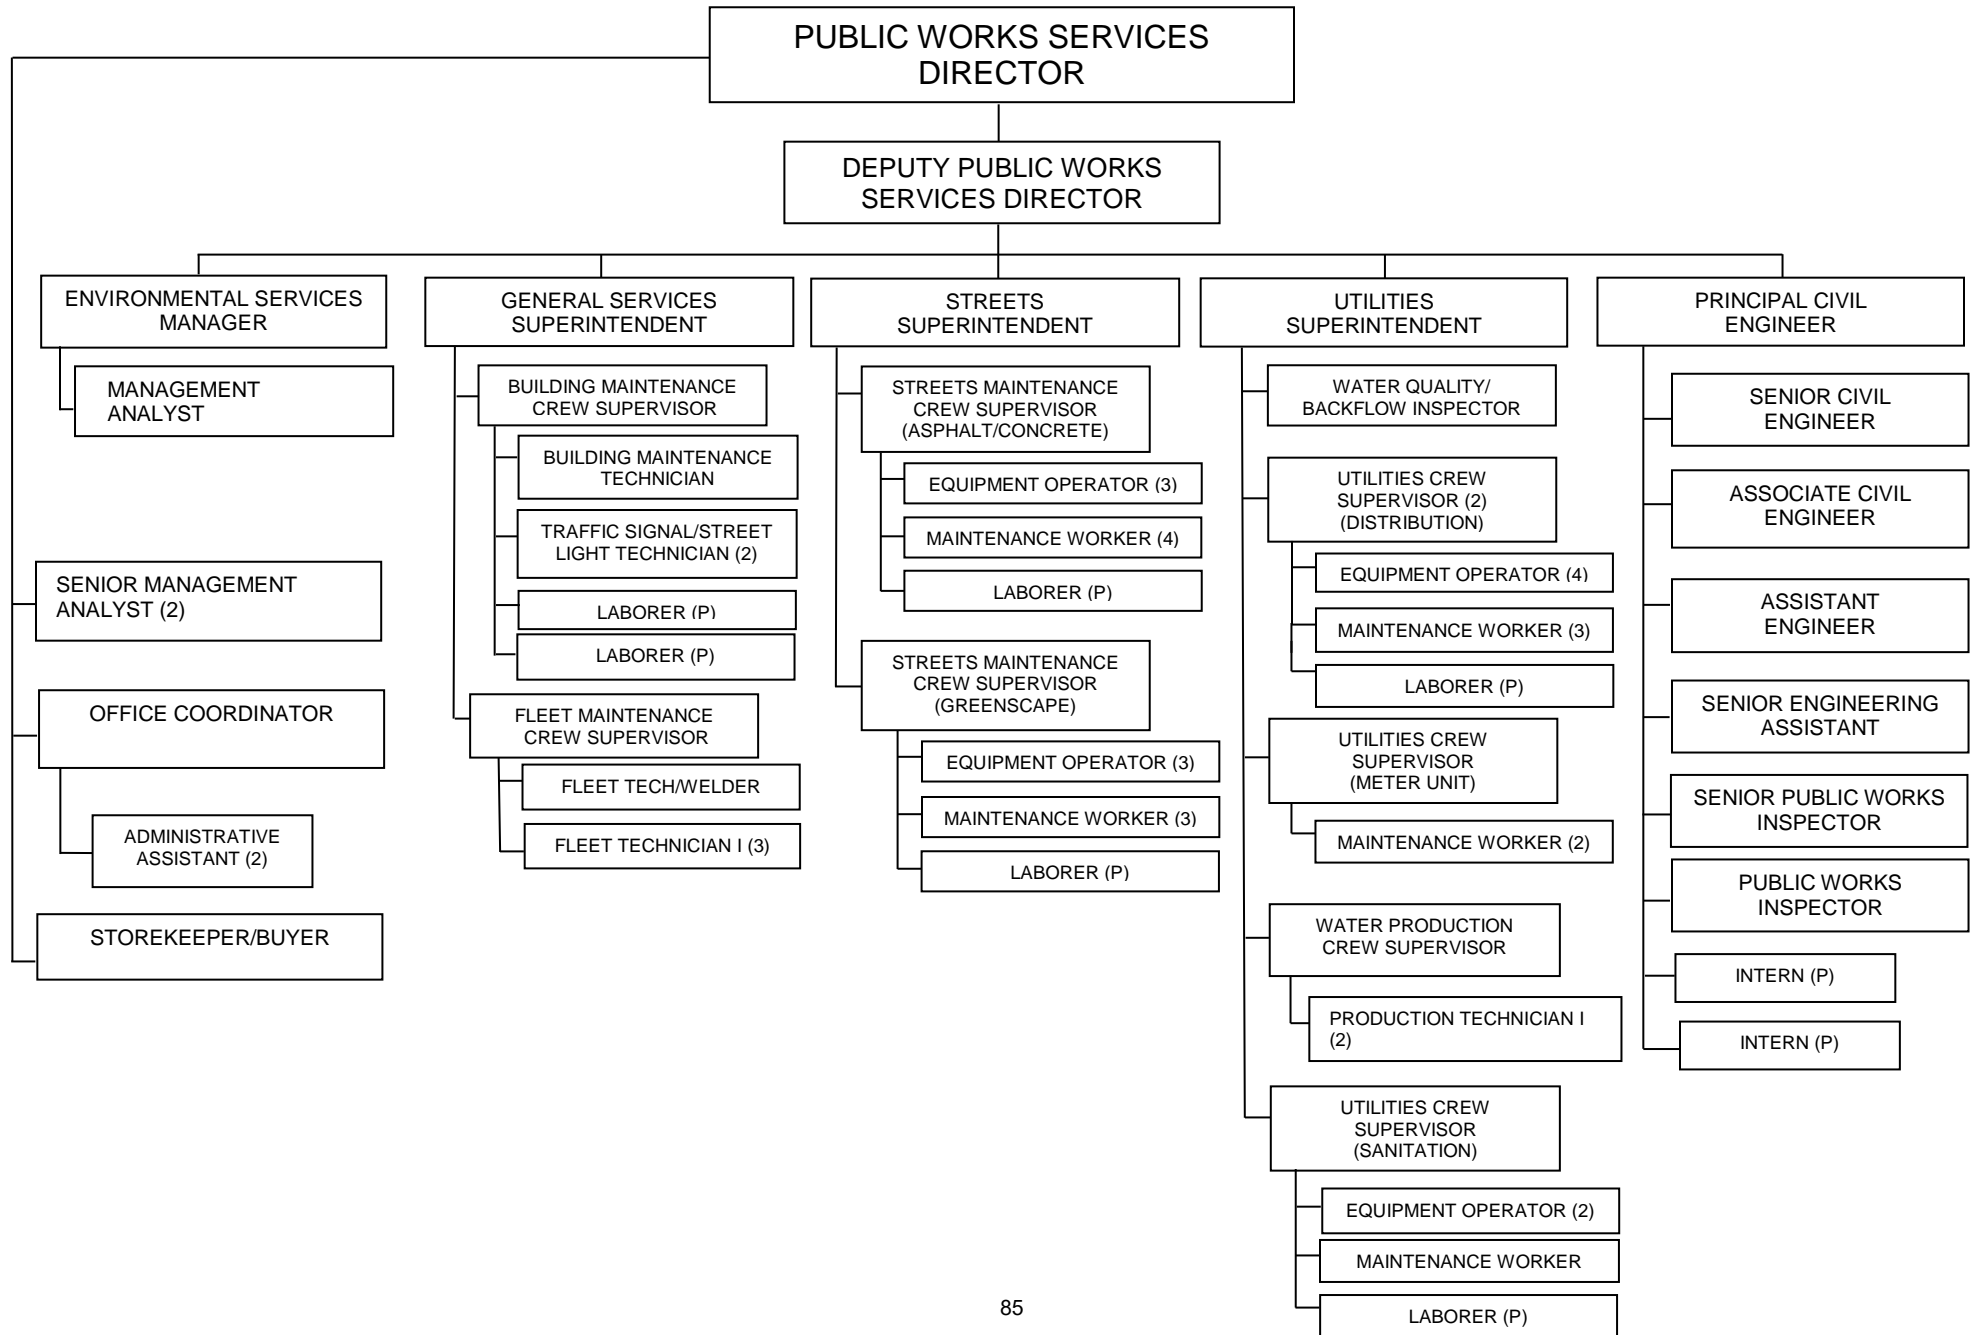 PUBLIC WORKS SERVICES
DIRECTOR
DEPUTY PUBLIC WORKS
SERVICES DIRECTOR
ENVIRONMENTAL SERVICES
MANAGER
MANAGEMENT
ANALYST
SENIOR MANAGEMENT
ANALYST (2)
OFFICE COORDINATOR
ADMINISTRATIVE
ASSISTANT (2)
STOREKEEPER/BUYER
GENERAL SERVICES
SUPERINTENDENT
BUILDING MAINTENANCE
CREW SUPERVISOR
BUILDING MAINTENANCE
TECHNICIAN
TRAFFIC SIGNAL/STREET
LIGHT TECHNICIAN (2)
LABORER (P)
LABORER (P)
FLEET MAINTENANCE
CREW SUPERVISOR
FLEET TECH/WELDER
FLEET TECHNICIAN I (3)
STREETS
SUPERINTENDENT
STREETS MAINTENANCE
CREW SUPERVISOR
(ASPHALT/CONCRETE)
EQUIPMENT OPERATOR (3)
MAINTENANCE WORKER (4)
LABORER (P)
STREETS MAINTENANCE
CREW SUPERVISOR
(GREENSCAPE)
EQUIPMENT OPERATOR (3)
MAINTENANCE WORKER (3)
LABORER (P)
UTILITIES
SUPERINTENDENT
WATER QUALITY/
BACKFLOW INSPECTOR
UTILITIES CREW
SUPERVISOR (2)
(DISTRIBUTION)
EQUIPMENT OPERATOR (4)
MAINTENANCE WORKER (3)
LABORER (P)
UTILITIES CREW
SUPERVISOR
(METER UNIT)
MAINTENANCE WORKER (2)
WATER PRODUCTION
CREW SUPERVISOR
PRODUCTION TECHNICIAN I
(2)
UTILITIES CREW
SUPERVISOR
(SANITATION)
EQUIPMENT OPERATOR (2)
MAINTENANCE WORKER
LABORER (P)
PRINCIPAL CIVIL
ENGINEER
SENIOR CIVIL
ENGINEER
ASSOCIATE CIVIL
ENGINEER
ASSISTANT
ENGINEER
SENIOR ENGINEERING
ASSISTANT
SENIOR PUBLIC WORKS
INSPECTOR
PUBLIC WORKS
INSPECTOR
INTERN (P)
INTERN (P)
85